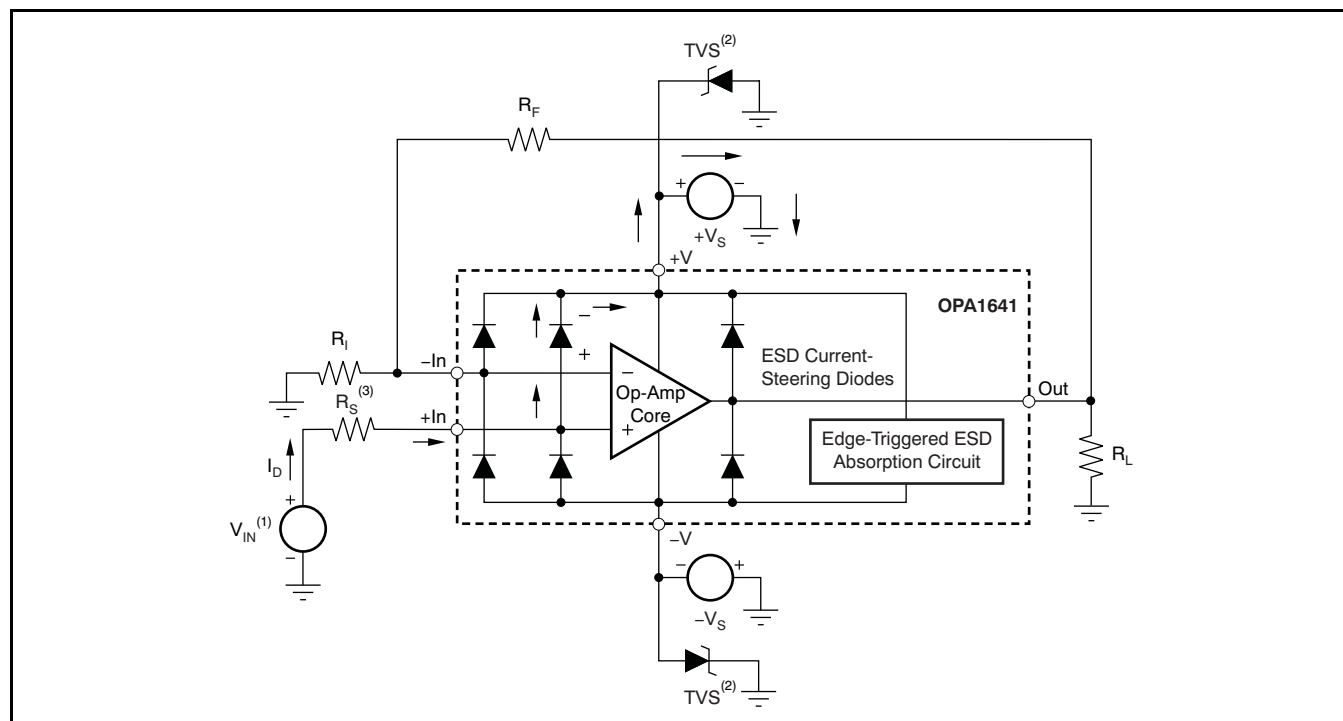 TVS(2)
RF
+ −
+VS
+V
OPA1641
−
+
RI
−In
−
ESD Current-
Steering Diodes
Op-Amp
Core
Out
RS(3)
+In
+
Edge-Triggered ESD
Absorption Circuit
RL
ID
+
VIN(1)
−
−V
− +
−VS
TVS(2)